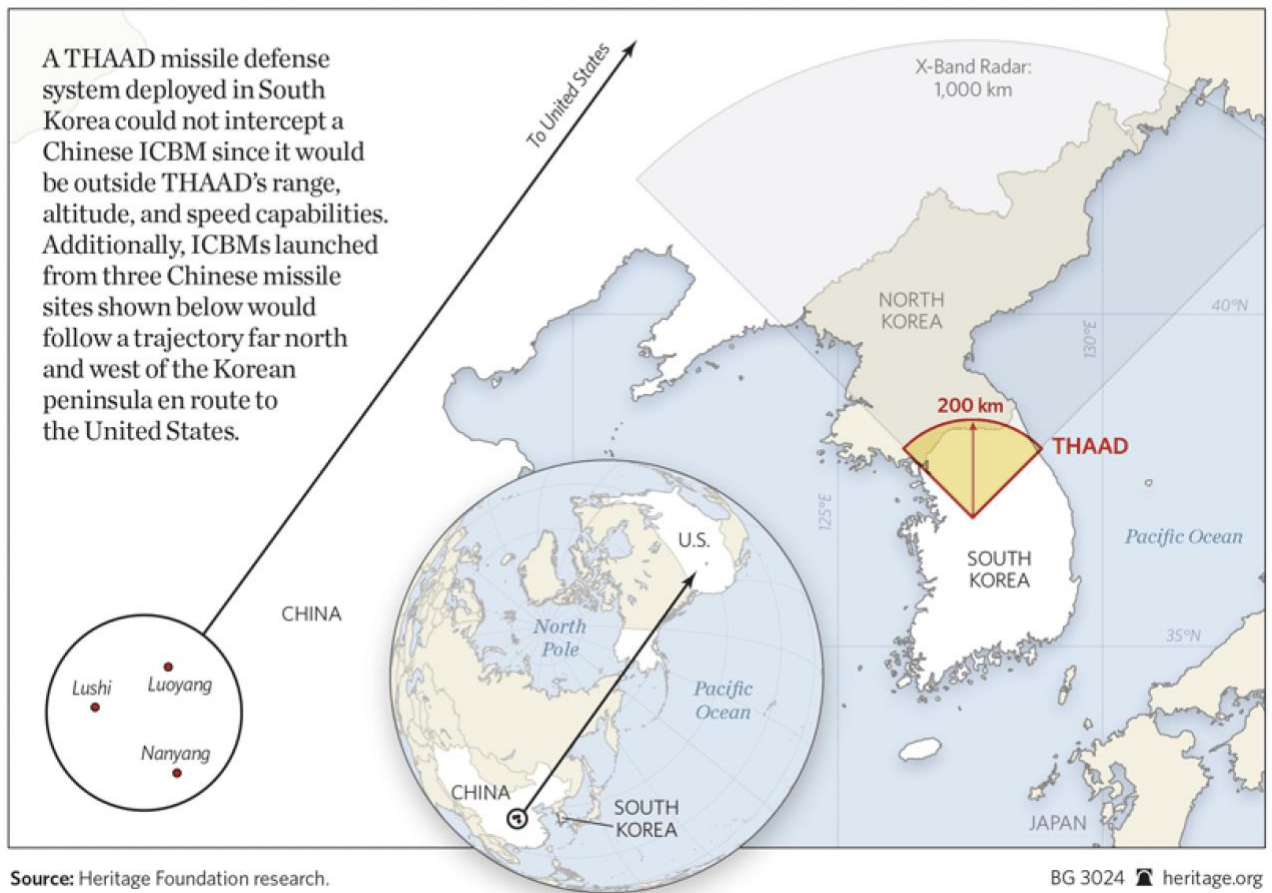 A THAAD missile defense
system deployed in South
Korea could not intercept a
Chinese ICBM since it would
be outside THAAD’s range,
altitude, and speed capabilities.
Additionally, ICBMs launched
from three Chinese missile
sites shown below would
follow a trajectory far north
and west of the Korean
peninsula en route to
the United States.
To United States
X-Band Radar:
1,000 km
NORTH
KOREA
40°N
130°E
200 km
THAAD
125°E
Pacific Ocean
SOUTH
KOREA
35°N
JAPAN
CHINA
Lushi
Luoyang
Nanyang
U.S.
North
Pole
Pacific
Ocean
CHINA
SOUTH
KOREA
Source: Heritage Foundation research.
BG 3024 heritage.org